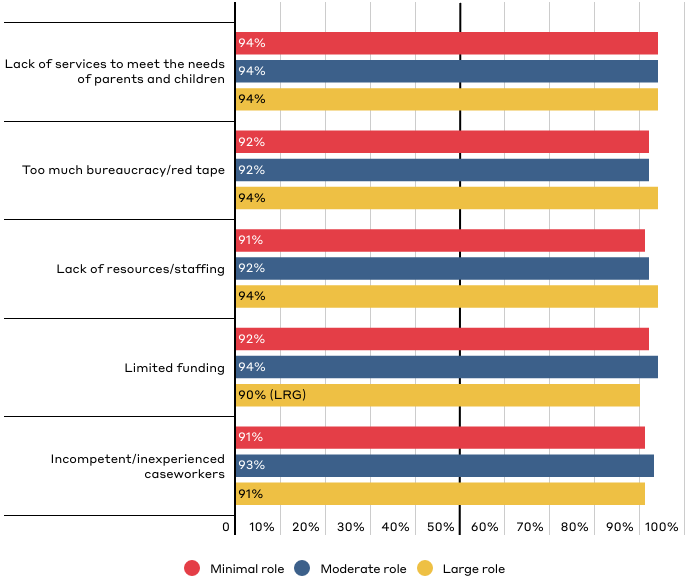 94%
Lack of services to meet the needs
of parents and children
94%
94%
92%
Too much bureaucracy/red tape
92%
94%
91%
Lack of resources/staffing
92%
94%
92%
Limited funding
94%
90% (LRG)
91%
Incompetent/inexperienced
caseworkers
93%
91%
0 10% 20% 30% 40% 50% 60% 70% 80% 90% 100%
Minimal role Moderate role Large role